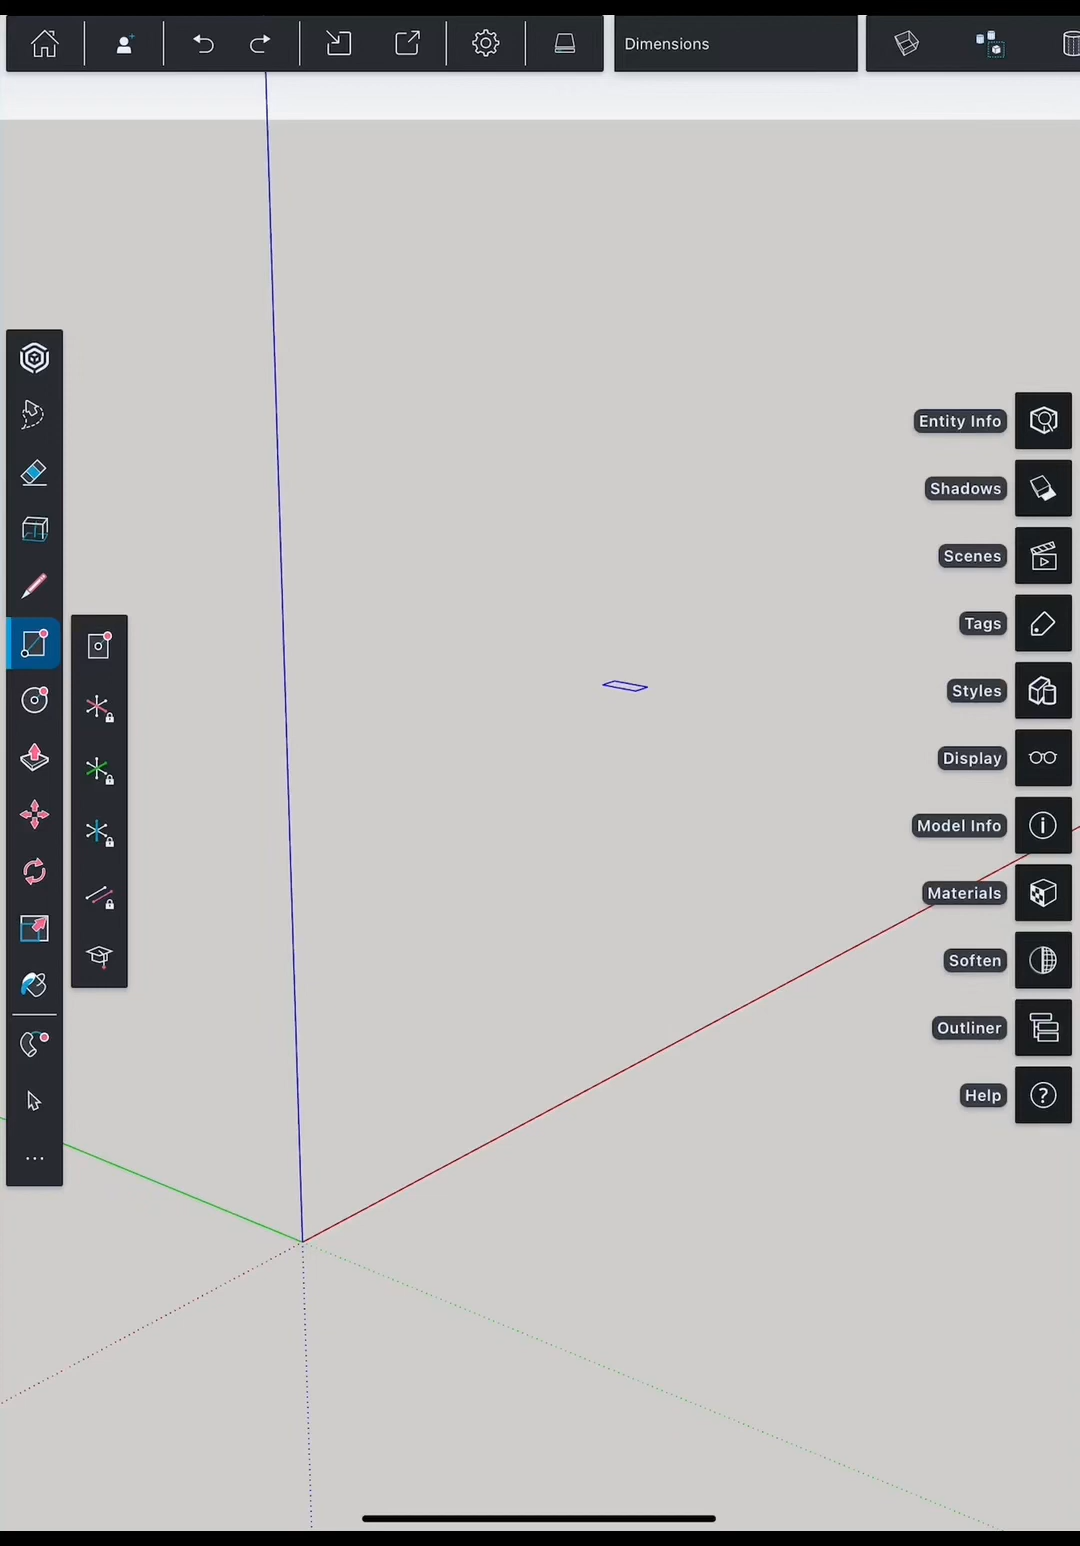 Dimensions
Entity Info
Shadows
Scenes
Tags
Styles
Display
Model Info
Materials
Soften
Outliner
Help